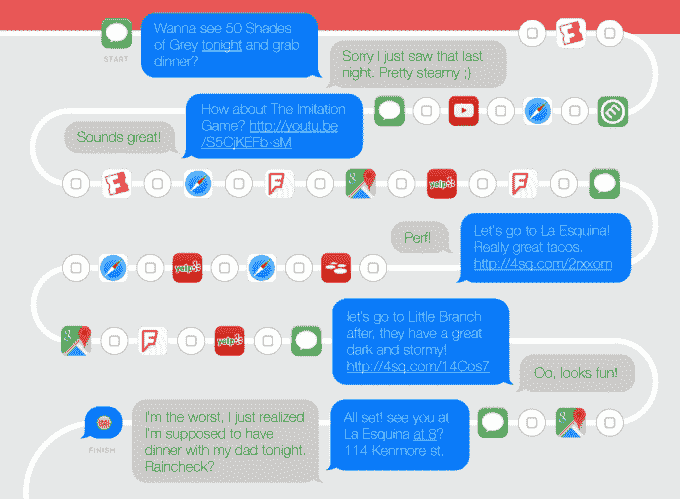 Wanna see 50 Shades
of Grey tonight and grab
dinner?
START
Sorry I just saw that last
night. Pretty steamy ;)
How about The Imitation
Game? http://youtu.be
/S5CjKEFb-sM
Sounds great!
yelp
Let's go to La Esquina!
Really great tacos.
http://4sq.com/2rxxom
Perf!
yelp
let's go to Little Branch
after, they have a great
dark and stormy!
http://4sq.com/14Cos7
yelp
Oo, looks fun!
All set! see you at
La Esquina at 8?
114 Kenmore st.
I'm the worst, I just realized
I'm supposed to have
dinner with my dad tonight.
Raincheck?
FINISH